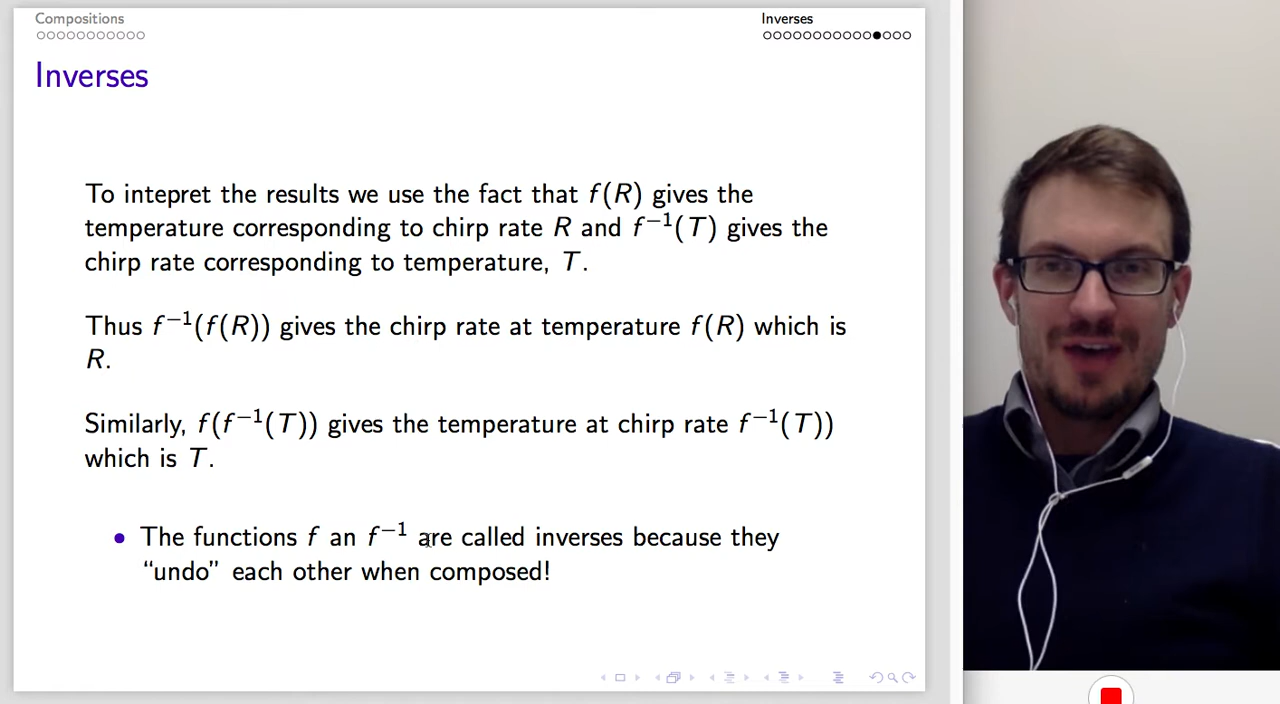 Compositions
Inverses
Inverses
To intepret the results we use the fact that f(R) gives the
temperature corresponding to chirp rate R and f⁻¹(T) gives the
chirp rate corresponding to temperature, T.
Thus f⁻¹(f(R)) gives the chirp rate at temperature f(R) which is
R.
Similarly, f(f⁻¹(T)) gives the temperature at chirp rate f⁻¹(T))
which is T.
• The functions f an f⁻¹ are called inverses because they
“undo” each other when composed!